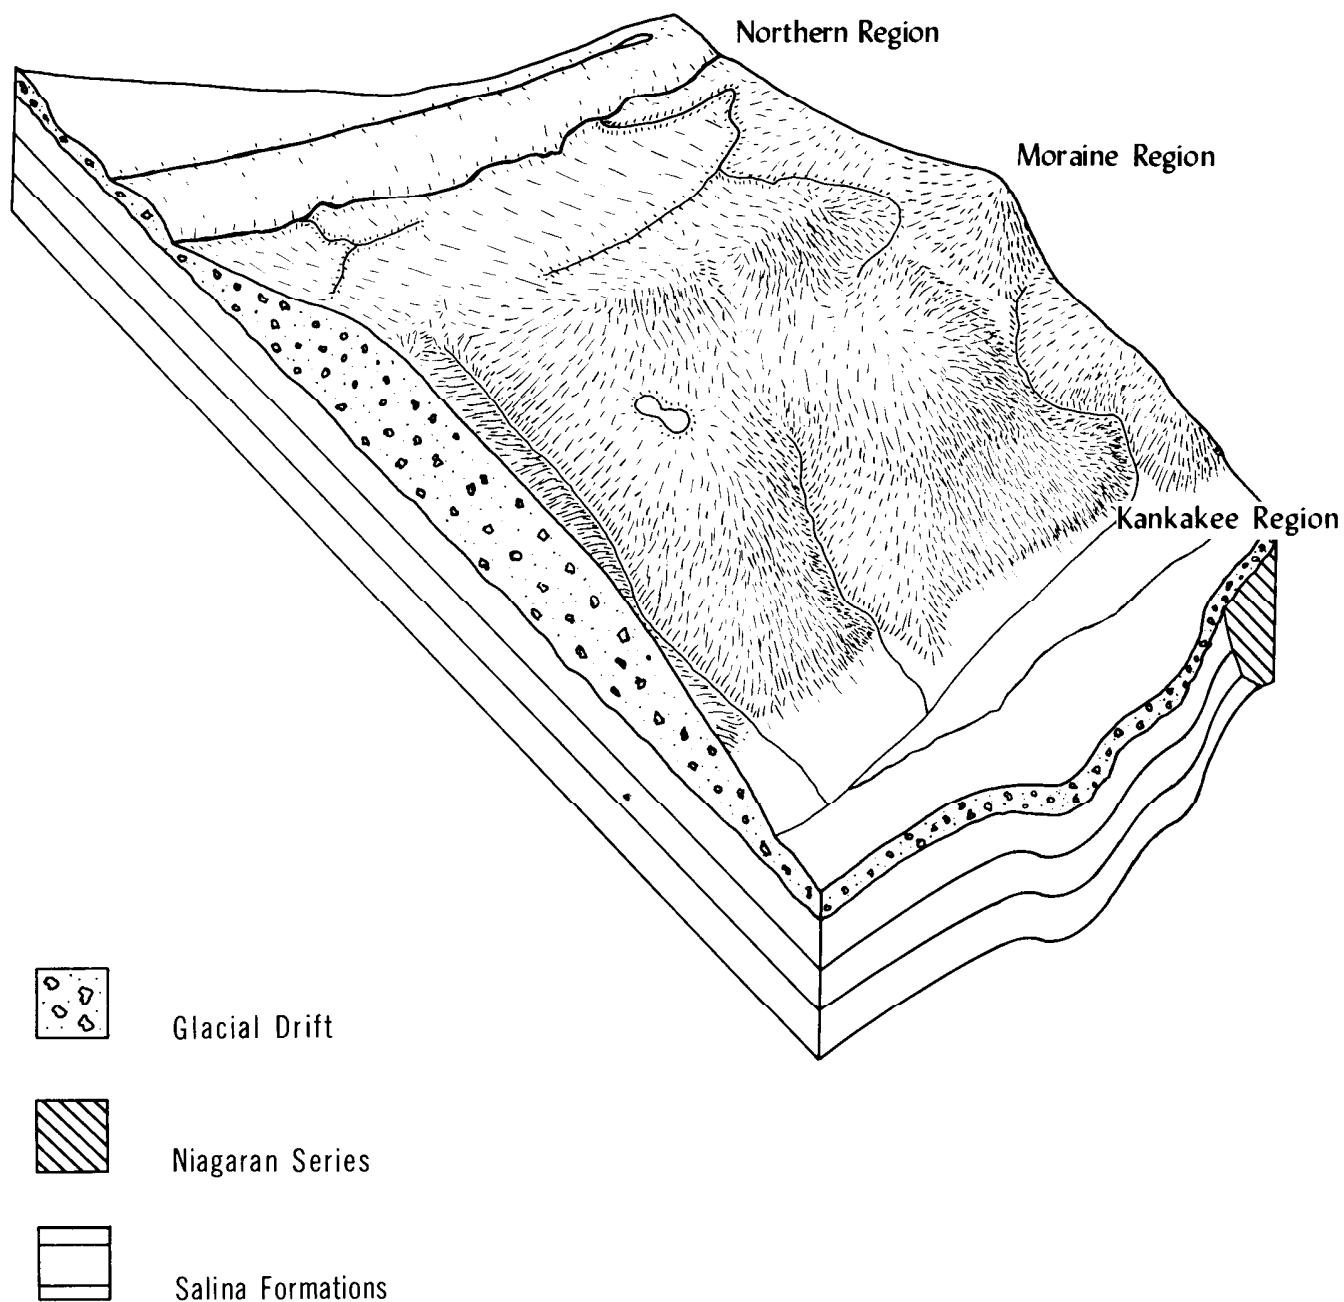 Northern Region
Moraine Region
Kankakee Region
Glacial Drift
Niagaran Series
Salina Formations